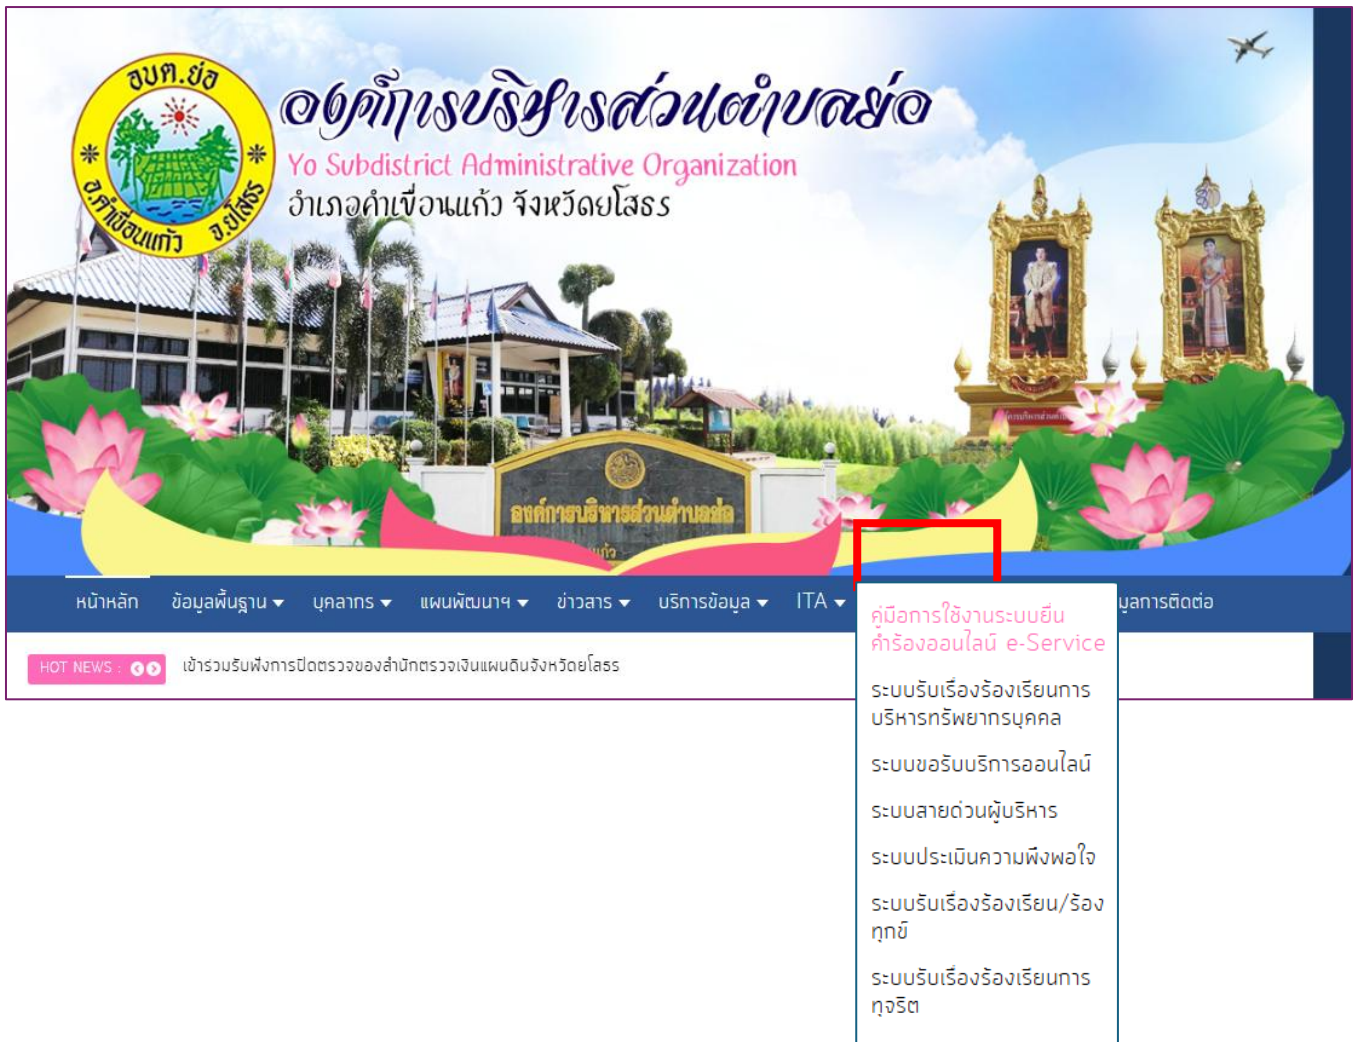 อบต.ย่อ
อ.คำเขื่อนแก้ว จ.ยโสธร
องค์การบริหารส่วนตำบลย่อ
Yo Subdistrict Administrative Organization
อำเภอคำเขื่อนแก้ว จังหวัดยโสธร
องค์การบริหารส่วนตำบลย่อ
หน้าหลัก ข้อมูลพื้นฐาน บุคลากร แผนพัฒนาฯ ข่าวสาร บริการข้อมูล ITA มูลการติดต่อ
HOT NEWS : เข้าร่วมรับฟังการปิดตรวจของสำนักตรวจเงินแผนดินจังหวัดยโสธร
คู่มือการใช้งานระบบยื่น
คำร้องออนไลน์ e-Service
ระบบรับเรื่องร้องเรียนการ
บริหารทรัพยากรบุคคล
ระบบขอรับบริการออนไลน์
ระบบสายด่วนผู้บริหาร
ระบบประเมินความพึงพอใจ
ระบบรับเรื่องร้องเรียน/ร้อง
ทุกข์
ระบบรับเรื่องร้องเรียนการ
ทุจริต